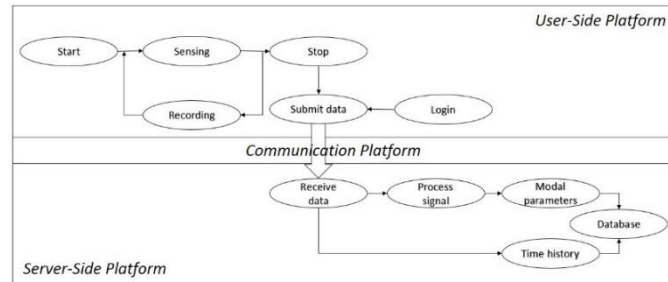 User-Side Platform
Start
Sensing
Stop
Recording
Submit data
Login
Communication Platform
Receive
data
Process
signal
Modal
parameters
Database
Time history
Server-Side Platform